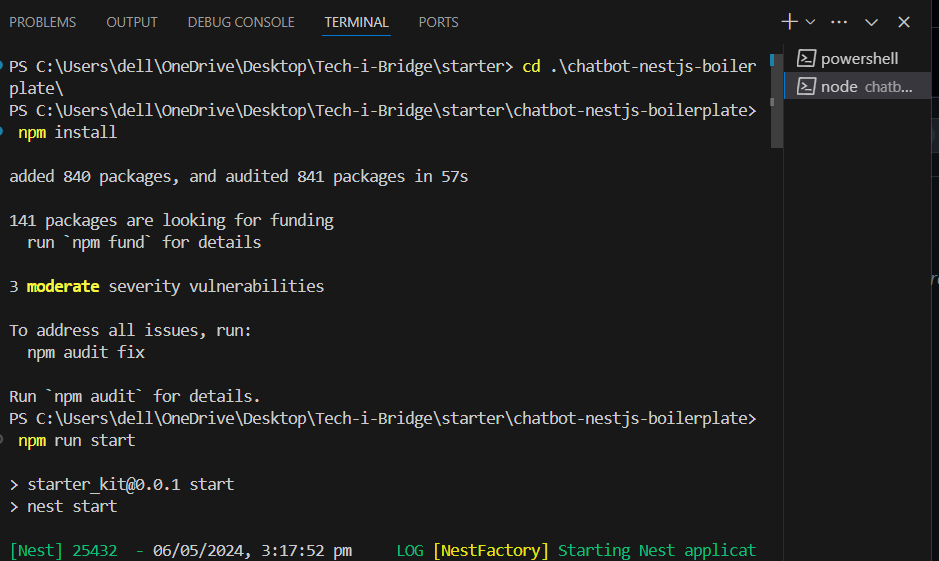 PROBLEMS OUTPUT DEBUG CONSOLE TERMINAL PORTS
PS C:\Users\dell\OneDrive\Desktop\Tech-i-Bridge\starter> cd .\chatbot-nestjs-boiler
plate\
PS C:\Users\dell\OneDrive\Desktop\Tech-i-Bridge\starter\chatbot-nestjs-boilerplate>
npm install
added 840 packages, and audited 841 packages in 57s
141 packages are looking for funding
run `npm fund` for details
3 moderate severity vulnerabilities
To address all issues, run:
npm audit fix
Run `npm audit` for details.
PS C:\Users\dell\OneDrive\Desktop\Tech-i-Bridge\starter\chatbot-nestjs-boilerplate>
npm run start
> starter_kit@0.0.1 start
> nest start
[Nest] 25432 - 06/05/2024, 3:17:52 pm LOG [NestFactory] Starting Nest applicat
powershell
node chatb...